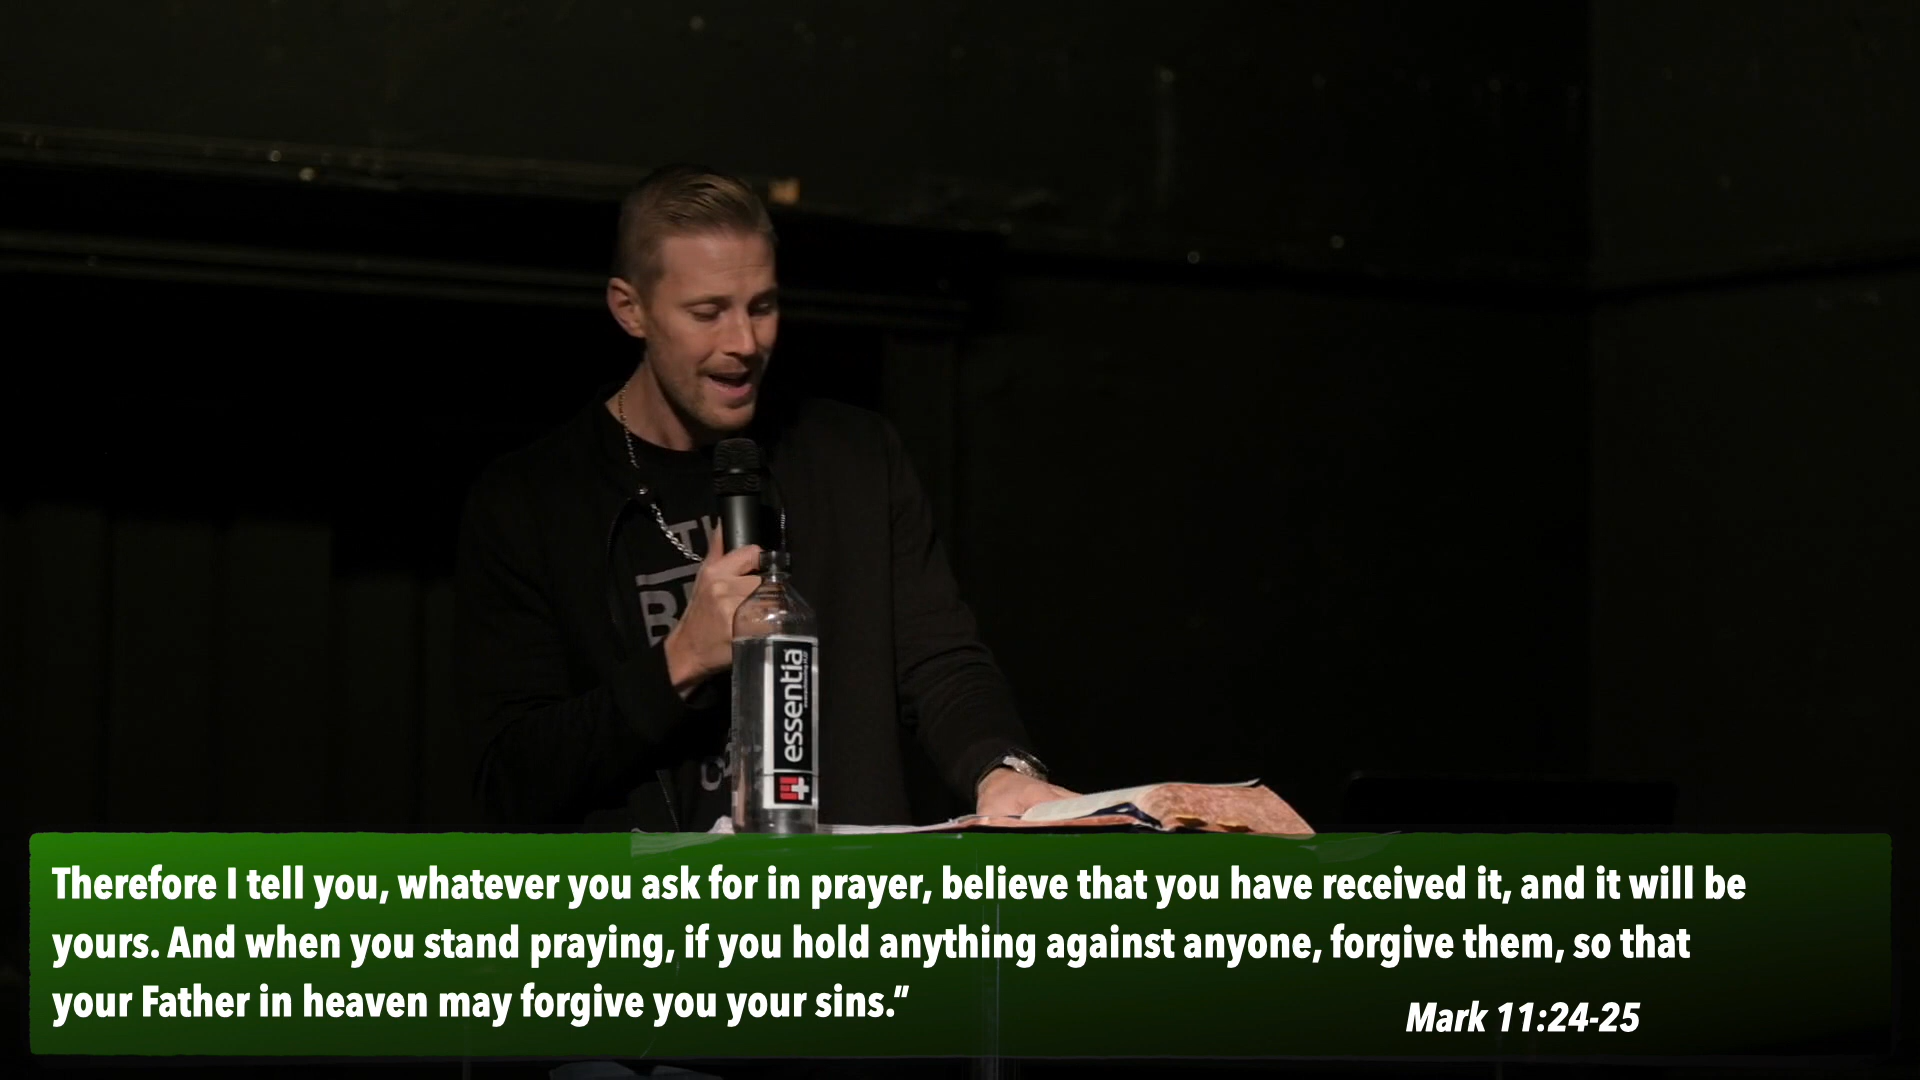 essentia
Therefore I tell you, whatever you ask for in prayer, believe that you have received it, and it will be
yours. And when you stand praying, if you hold anything against anyone, forgive them, so that
your Father in heaven may forgive you your sins.”
Mark 11:24-25